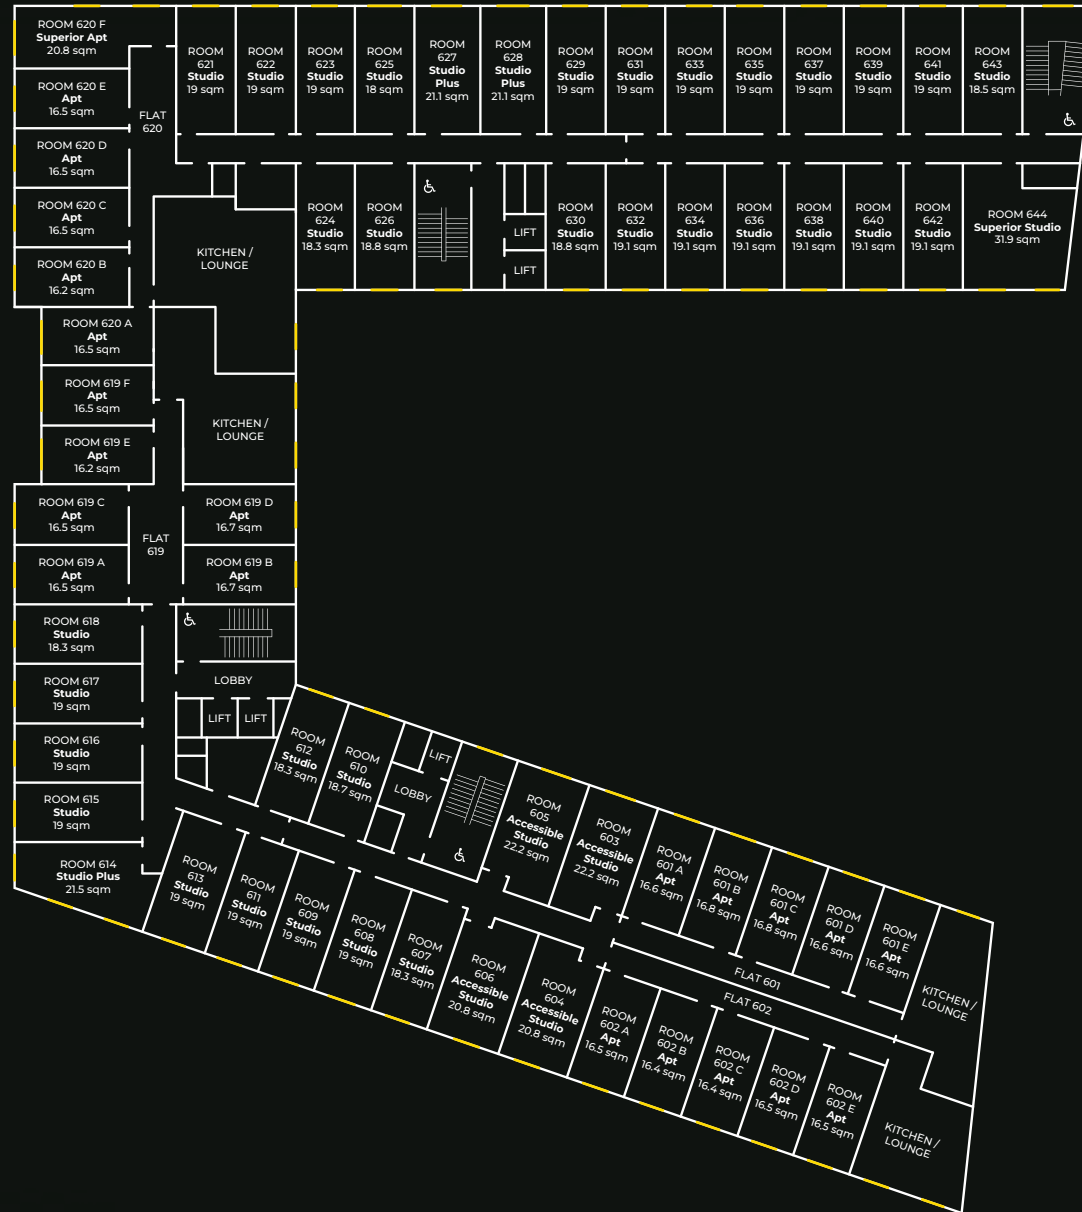 ROOM 620 F
Superior Apt
20.8 sqm
ROOM 620 E
Apt
16.5 sqm
ROOM 620 D
Apt
16.5 sqm
ROOM 620 C
Apt
16.5 sqm
ROOM 620 B
Apt
16.2 sqm
FLAT
620
ROOM
621
Studio
19 sqm
ROOM
622
Studio
19 sqm
ROOM
623
Studio
19 sqm
ROOM
625
Studio
18 sqm
ROOM
627
Studio
Plus
21.1 sqm
ROOM
628
Studio
Plus
21.1 sqm
ROOM
629
Studio
19 sqm
ROOM
631
Studio
19 sqm
ROOM
633
Studio
19 sqm
ROOM
635
Studio
19 sqm
ROOM
637
Studio
19 sqm
ROOM
639
Studio
19 sqm
ROOM
641
Studio
19 sqm
ROOM
643
Studio
18.5 sqm
KITCHEN /
LOUNGE
ROOM
624
Studio
18.3 sqm
ROOM
626
Studio
18.8 sqm
LIFT
LIFT
ROOM
630
Studio
18.8 sqm
ROOM
632
Studio
19.1 sqm
ROOM
634
Studio
19.1 sqm
ROOM
636
Studio
19.1 sqm
ROOM
638
Studio
19.1 sqm
ROOM
640
Studio
19.1 sqm
ROOM
642
Studio
19.1 sqm
ROOM 644
Superior Studio
31.9 sqm
ROOM 620 A
Apt
16.5 sqm
ROOM 619 F
Apt
16.5 sqm
ROOM 619 E
Apt
16.2 sqm
KITCHEN /
LOUNGE
ROOM 619 C
Apt
16.5 sqm
ROOM 619 D
Apt
16.7 sqm
FLAT
619
ROOM 619 A
Apt
16.5 sqm
ROOM 619 B
Apt
16.7 sqm
ROOM 618
Studio
18.3 sqm
ROOM 617
Studio
19 sqm
LOBBY
LIFT
LIFT
ROOM 616
Studio
19 sqm
ROOM 615
Studio
19 sqm
ROOM 614
Studio Plus
21.5 sqm
ROOM
612
Studio
18.3 sqm
ROOM
610
Studio
18.7 sqm
LIFT
LOBBY
ROOM
605
Accessible
Studio
22.2 sqm
ROOM
603
Accessible
Studio
22.2 sqm
ROOM
601 A
Apt
16.6 sqm
ROOM
601 B
Apt
16.8 sqm
ROOM
601 C
Apt
16.8 sqm
ROOM
601 D
Apt
16.6 sqm
ROOM
601 E
Apt
16.6 sqm
KITCHEN /
LOUNGE
FLAT 601
FLAT 602
ROOM
613
Studio
19 sqm
ROOM
611
Studio
19 sqm
ROOM
609
Studio
19 sqm
ROOM
608
Studio
19 sqm
ROOM
607
Studio
18.3 sqm
ROOM
606
Accessible
Studio
20.8 sqm
ROOM
604
Accessible
Studio
20.8 sqm
ROOM
602 A
Apt
16.5 sqm
ROOM
602 B
Apt
16.4 sqm
ROOM
602 C
Apt
16.4 sqm
ROOM
602 D
Apt
16.5 sqm
ROOM
602 E
Apt
16.5 sqm
KITCHEN /
LOUNGE